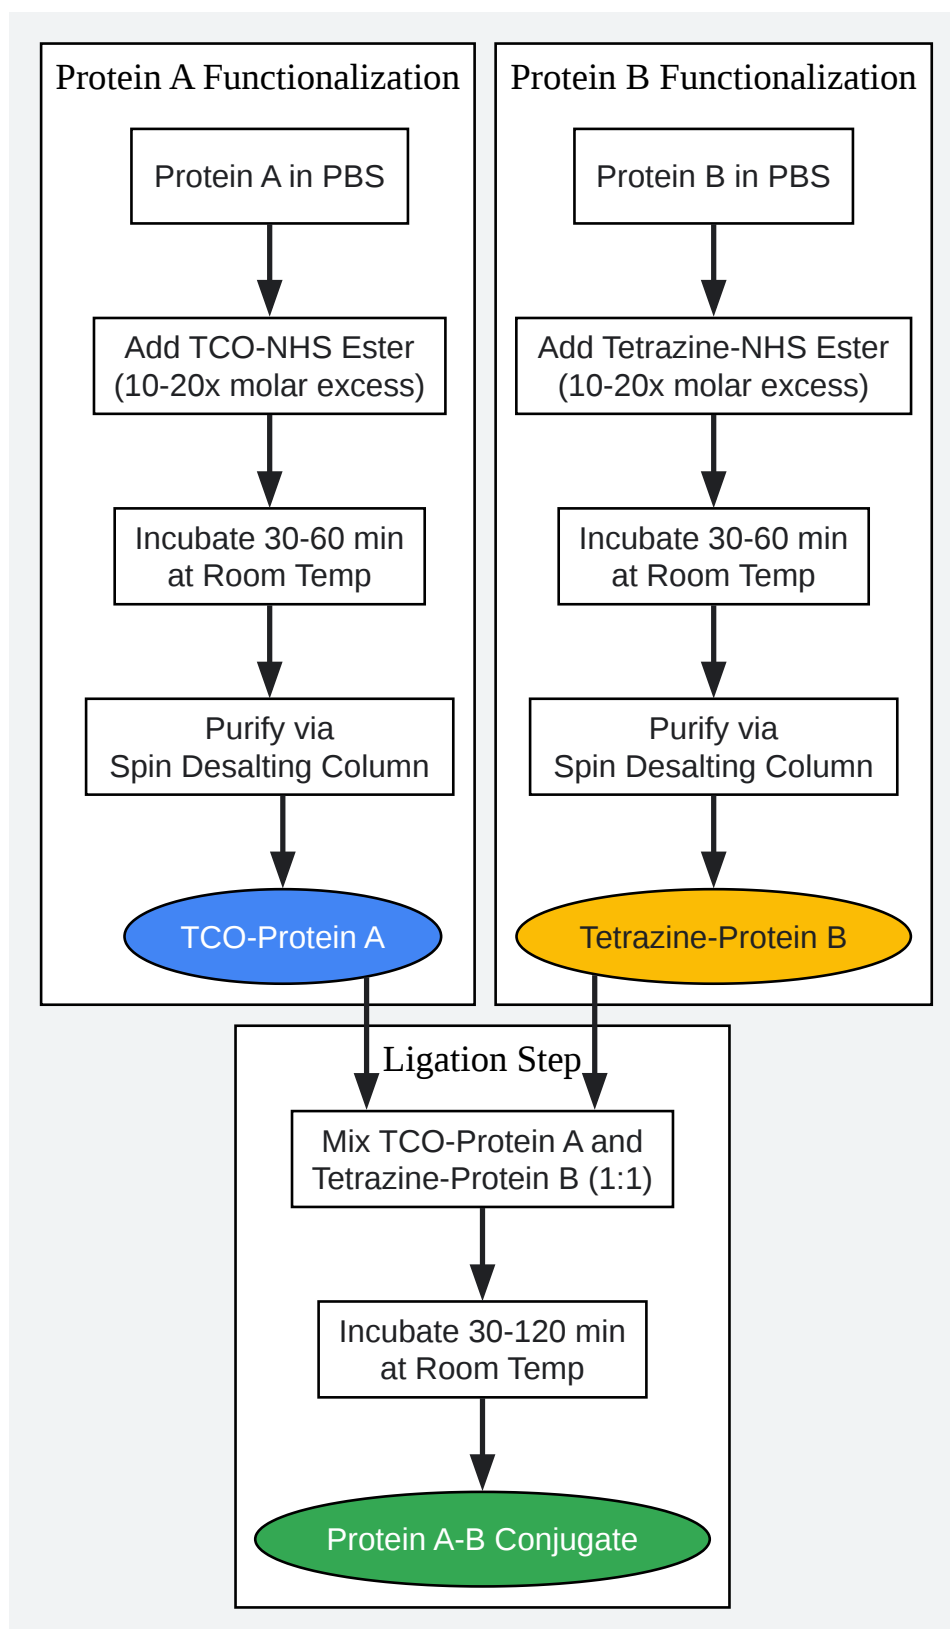 Protein A Functionalization
Protein A in PBS
Add TCO-NHS Ester
(10-20x molar excess)
Incubate 30-60 min
at Room Temp
Purify via
Spin Desalting Column
TCO-Protein A
Protein B Functionalization
Protein B in PBS
Add Tetrazine-NHS Ester
(10-20x molar excess)
Incubate 30-60 min
at Room Temp
Purify via
Spin Desalting Column
Tetrazine-Protein B
Ligation Step
Mix TCO-Protein A and
Tetrazine-Protein B (1:1)
Incubate 30-120 min
at Room Temp
Protein A-B Conjugate